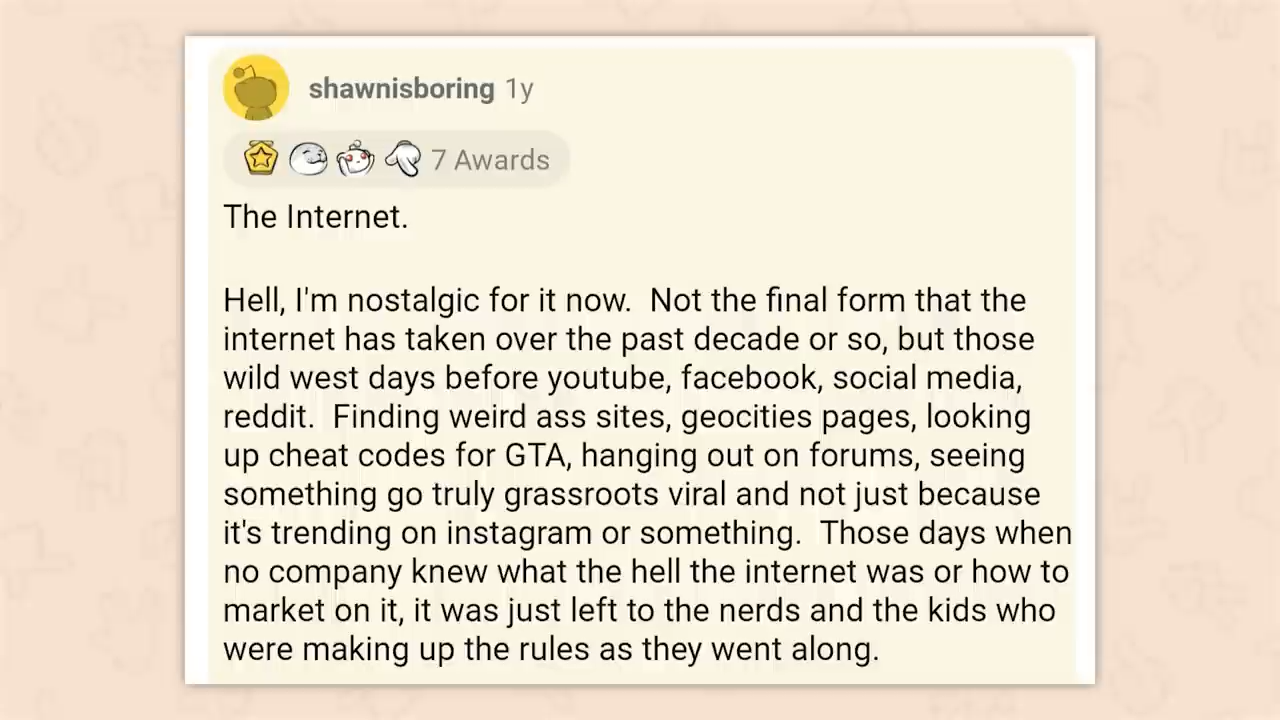 shawnisboring 1y
7 Awards
The Internet.
Hell, I'm nostalgic for it now.  Not the final form that the
internet has taken over the past decade or so, but those
wild west days before youtube, facebook, social media,
reddit.  Finding weird ass sites, geocities pages, looking
up cheat codes for GTA, hanging out on forums, seeing
something go truly grassroots viral and not just because
it's trending on instagram or something.  Those days when
no company knew what the hell the internet was or how to
market on it, it was just left to the nerds and the kids who
were making up the rules as they went along.